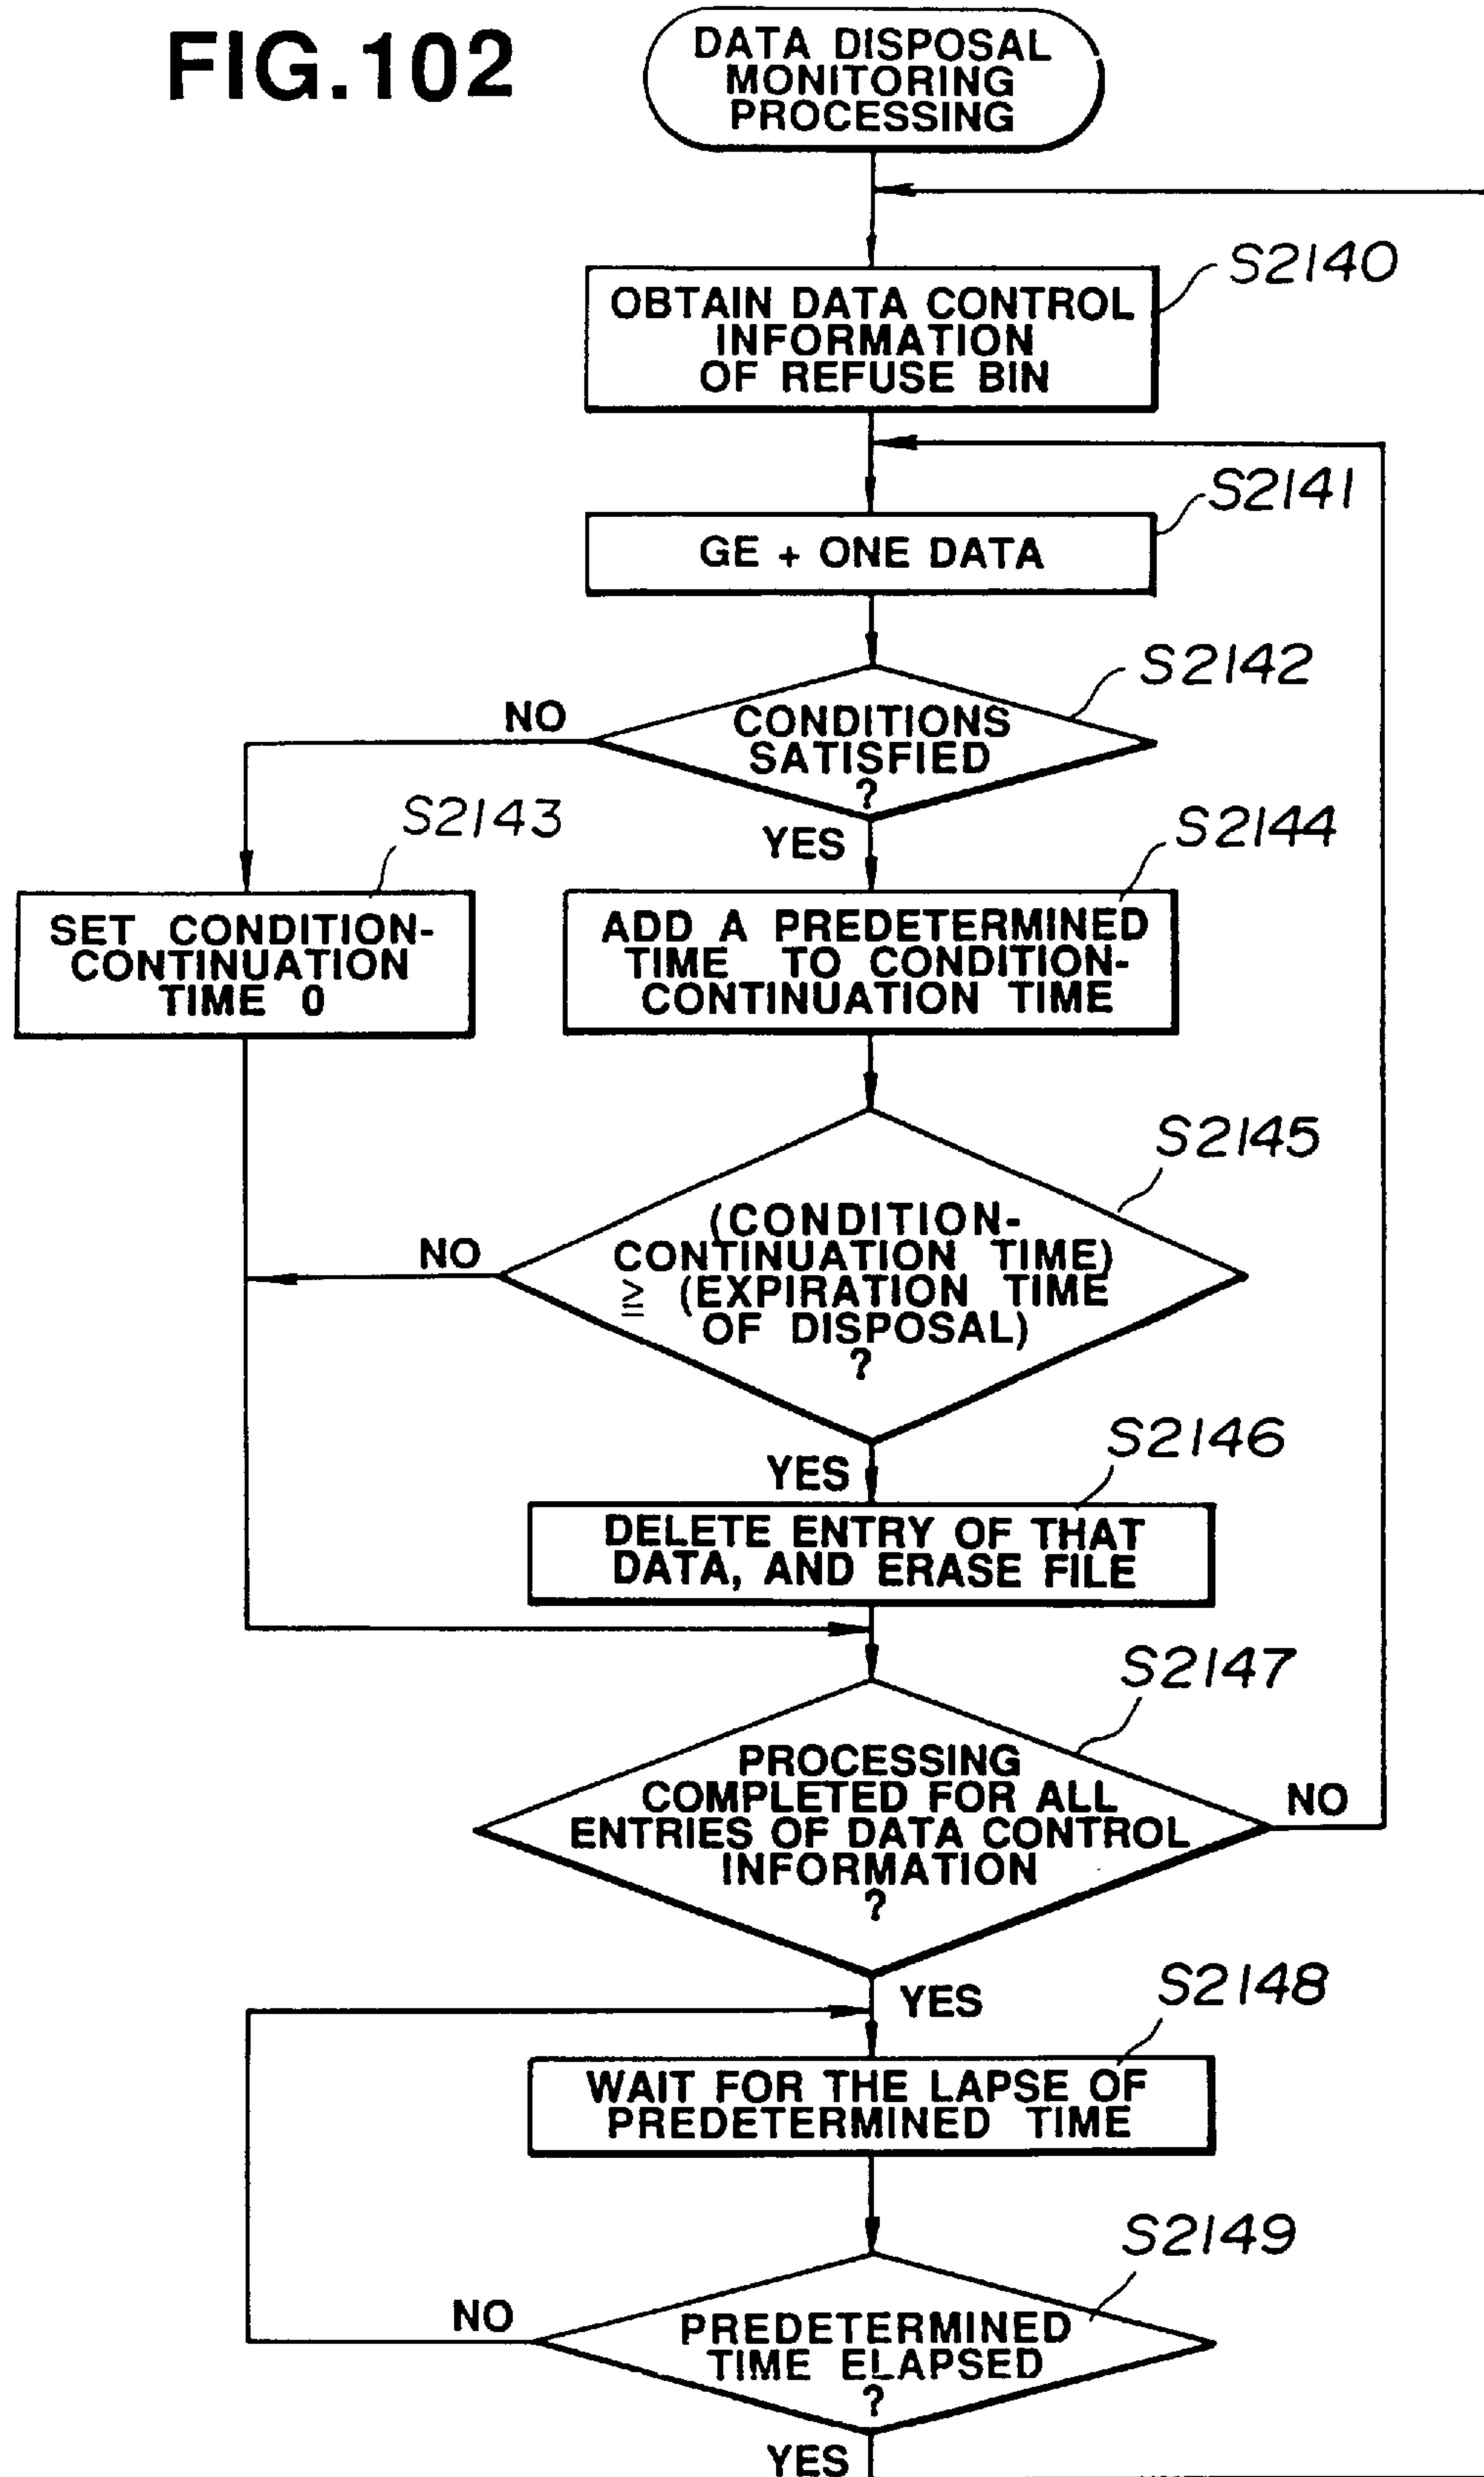 FIG.102
DATA DISPOSAL
MONITORING
PROCESSING
S2140
OBTAIN DATA CONTROL
INFORMATION
OF REFUSE BIN
S2141
GE + ONE DATA
S2142
NO
CONDITIONS
SATISFIED
?
YES
S2143
S2144
SET CONDITION-
CONTINUATION
TIME 0
ADD A PREDETERMINED
TIME TO CONDITION-
CONTINUATION TIME
S2145
NO
(CONDITION-
CONTINUATION TIME)
≧ (EXPIRATION TIME
OF DISPOSAL)
?
S2146
YES
DELETE ENTRY OF THAT
DATA, AND ERASE FILE
S2147
PROCESSING
COMPLETED FOR ALL
ENTRIES OF DATA CONTROL
INFORMATION
?
NO
YES
S2148
WAIT FOR THE LAPSE OF
PREDETERMINED TIME
S2149
NO
PREDETERMINED
TIME ELAPSED
?
YES